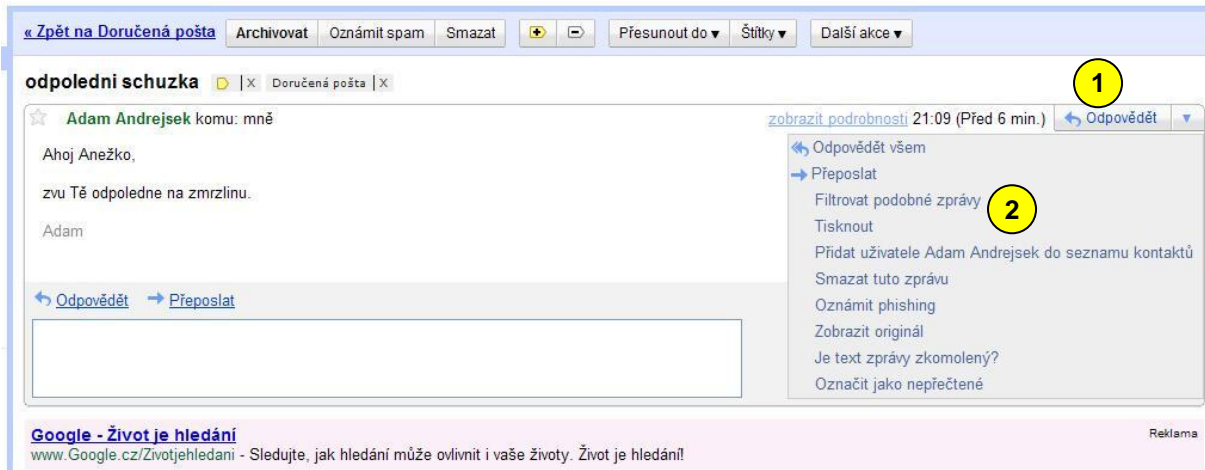 « Zpět na Doručená pošta Archivovat Oznámit spam Smazat Přesunout do ▼ Štítky ▼ Další akce ▼
odpoledni schuzka | X Doručená pošta | X
1
Adam Andrejsek komu: mně zobrazit podrobnosti 21:09 (Před 6 min.) Odpovědět ▼
Ahoj Anežko,
zvu Tě odpoledne na zmrzlinu.
Adam
Odpovědět Přeposlat
Odpovědět všem
Přeposlat
Filtrovat podobné zprávy 2
Tisknout
Přidat uživatele Adam Andrejsek do seznamu kontaktů
Smazat tuto zprávu
Oznámit phishing
Zobrazit originál
Je text zprávy zkomolený?
Označit jako nepřečtené
Google - Život je hledání Reklama
www.Google.cz/Zivotjehledani - Sledujte, jak hledání může ovlivnit i vaše životy. Život je hledání!